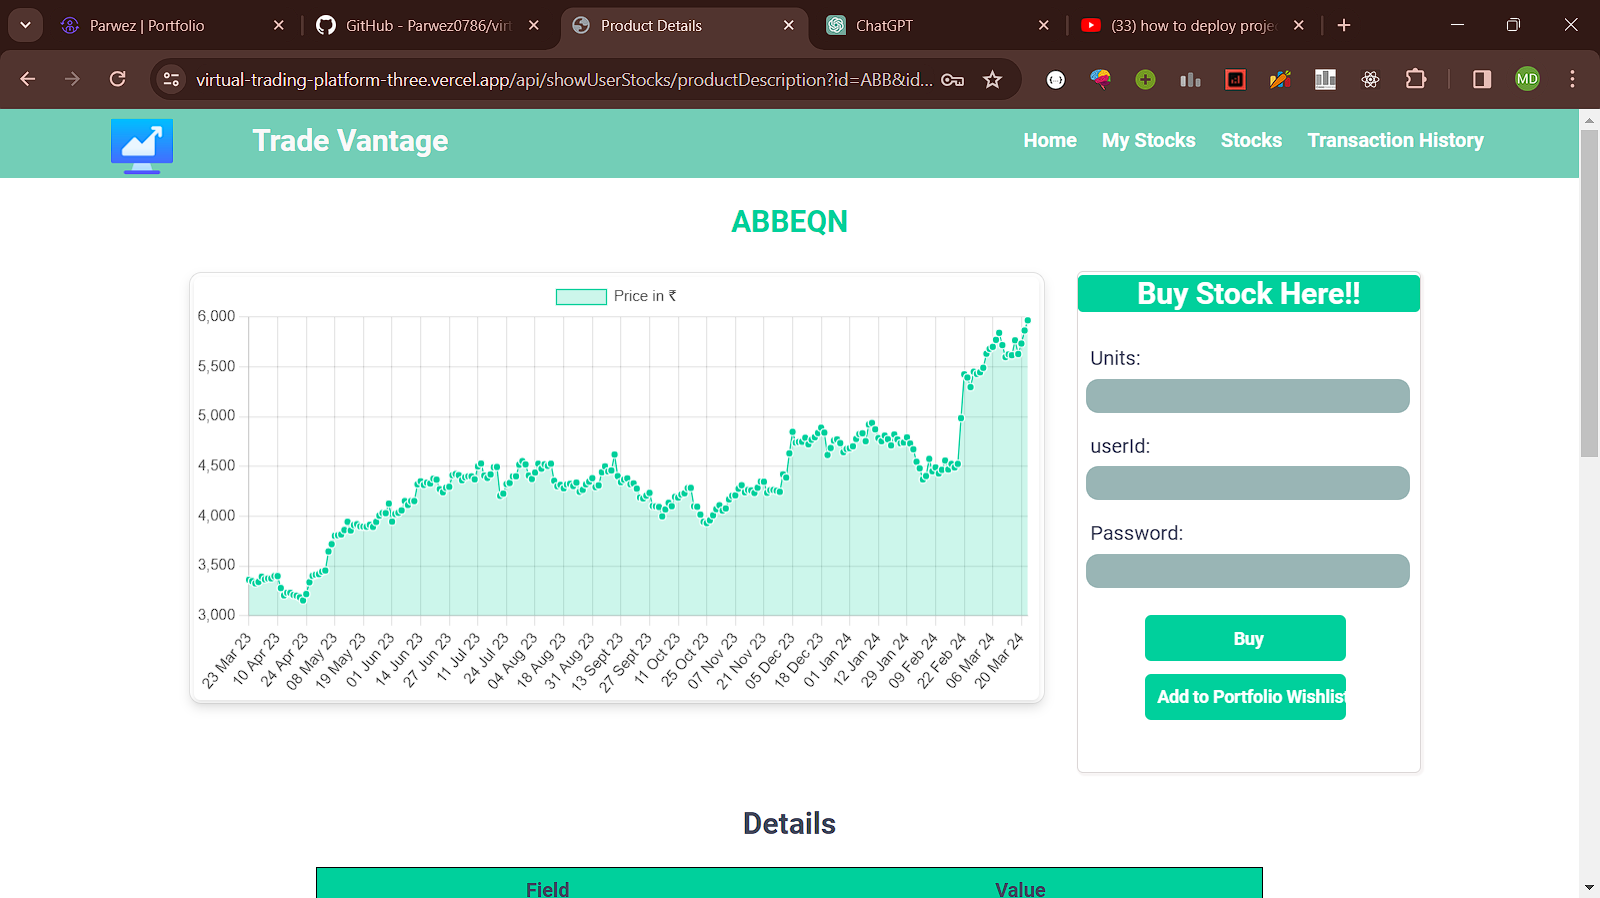 Parwez | Portfolio
GitHub - Parwez0786/virt
Product Details
ChatGPT
(33) how to deploy projec
virtual-trading-platform-three.vercel.app/api/showUserStocks/productDescription?id=ABB&id...
MD
Trade Vantage
Home
My Stocks
Stocks
Transaction History
ABBEQN
Price in ₹
6,000
5,500
5,000
4,500
4,000
3,500
3,000
23 Mar 23
10 Apr 23
24 Apr 23
08 May 23
19 May 23
01 Jun 23
14 Jun 23
27 Jun 23
11 Jul 23
24 Jul 23
04 Aug 23
18 Aug 23
31 Aug 23
13 Sept 23
27 Sept 23
11 Oct 23
25 Oct 23
07 Nov 23
21 Nov 23
05 Dec 23
18 Dec 23
01 Jan 24
12 Jan 24
29 Jan 24
09 Feb 24
22 Feb 24
06 Mar 24
20 Mar 24
Buy Stock Here!!
Units:
userId:
Password:
Buy
Add to Portfolio Wishlist
Details
Field
Value